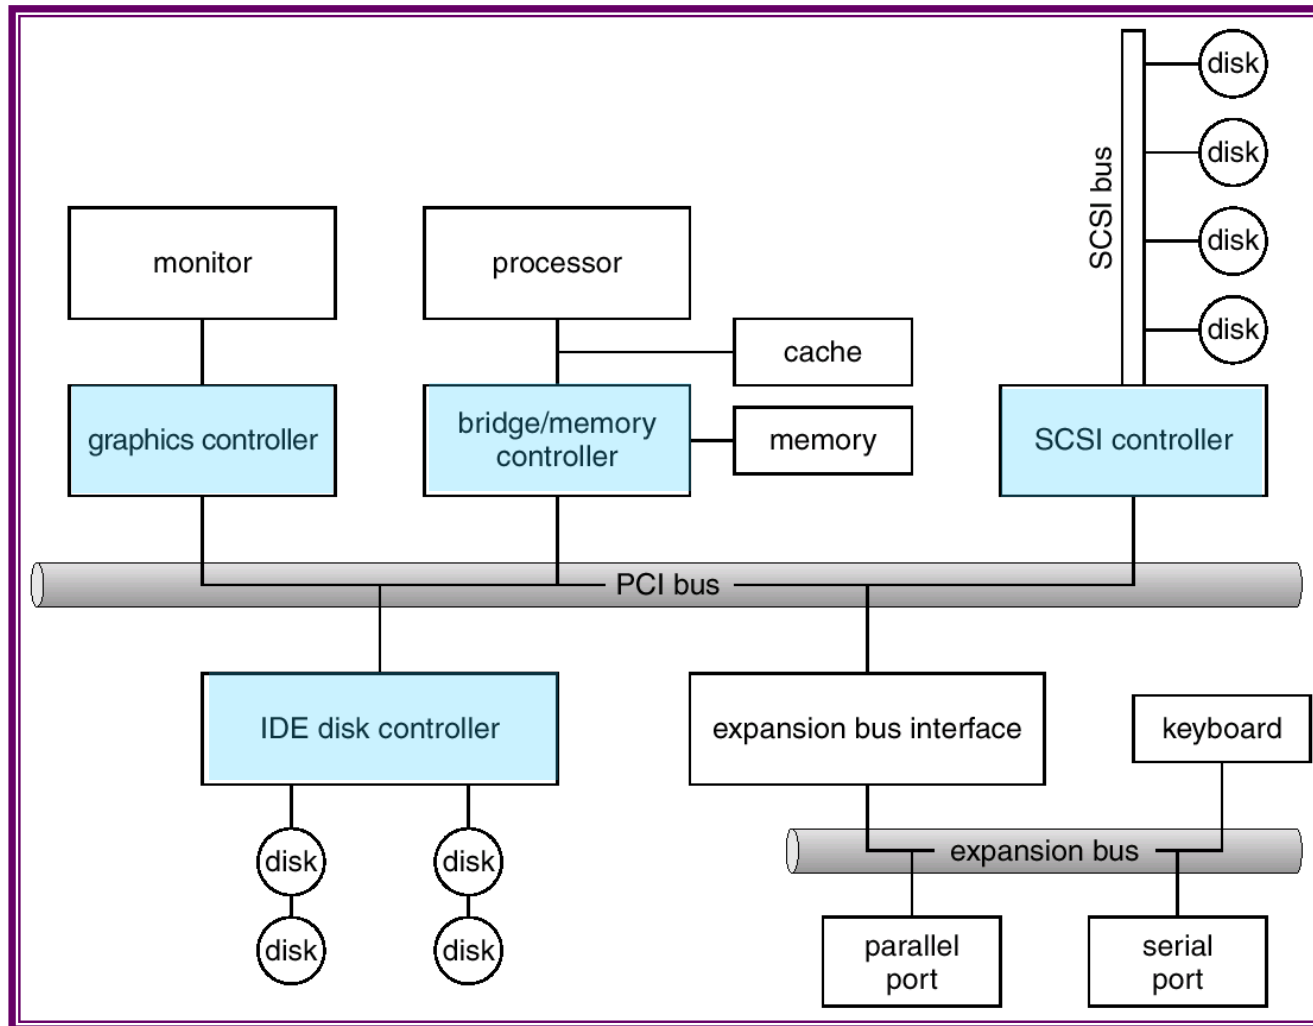 disk
disk
disk
disk
SCSI bus
monitor
processor
cache
graphics controller
bridge/memory
controller
memory
SCSI controller
PCI bus
IDE disk controller
expansion bus interface
keyboard
disk
disk
expansion bus
disk
disk
parallel
port
serial
port